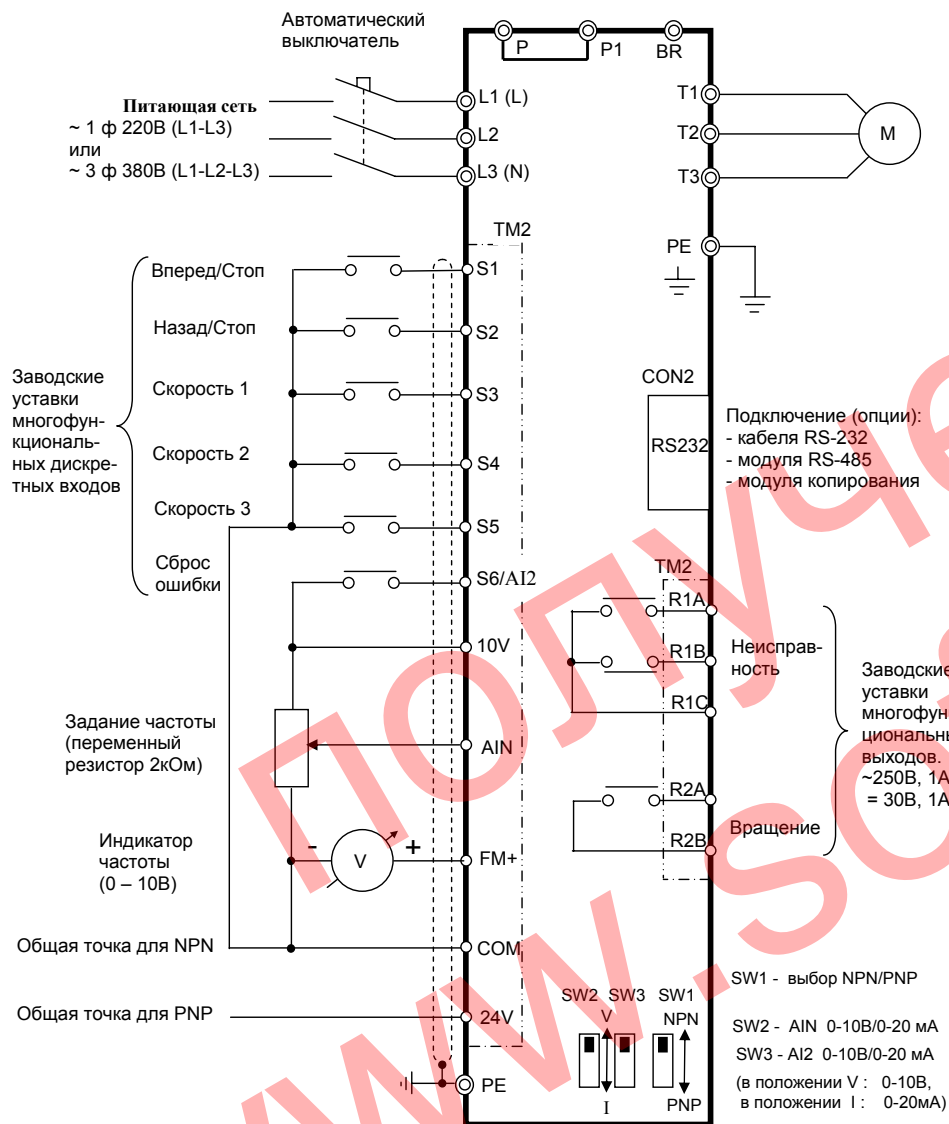 Автоматический
выключатель
P
P1
BR
Питающая сеть
~ 1 ф 220В (L1-L3)
или
~ 3 ф 380В (L1-L2-L3)
L1 (L)
L2
L3 (N)
T1
T2
T3
M
TM2
PE
Вперед/Стоп
S1
Назад/Стоп
S2
Скорость 1
S3
Скорость 2
S4
Скорость 3
S5
Сброс
ошибки
S6/AI2
Заводские
уставки
многофун-
кциональ-
ных дискре-
тных входов
CON2
RS232
Подключение (опции):
- кабеля RS-232
- модуля RS-485
- модуля копирования
10V
Задание частоты
(переменный
резистор 2кОм)
AIN
TM2
R1A
R1B
R1C
Неисправ-
ность
R2A
R2B
Вращение
Заводские
уставки
выходов.
~250В, 1А
= 30В, 1А
Индикатор
частоты
(0 – 10В)
-
V
+
FM+
Общая точка для NPN
COM
Общая точка для PNP
24V
PE
SW2 SW3 SW1
V
NPN
I
PNP
SW1 - выбор NPN/PNP
SW2 - AIN 0-10В/0-20 мА
SW3 - AI2 0-10В/0-20 мА
(в положении V : 0-10В,
в положении I : 0-20мА)